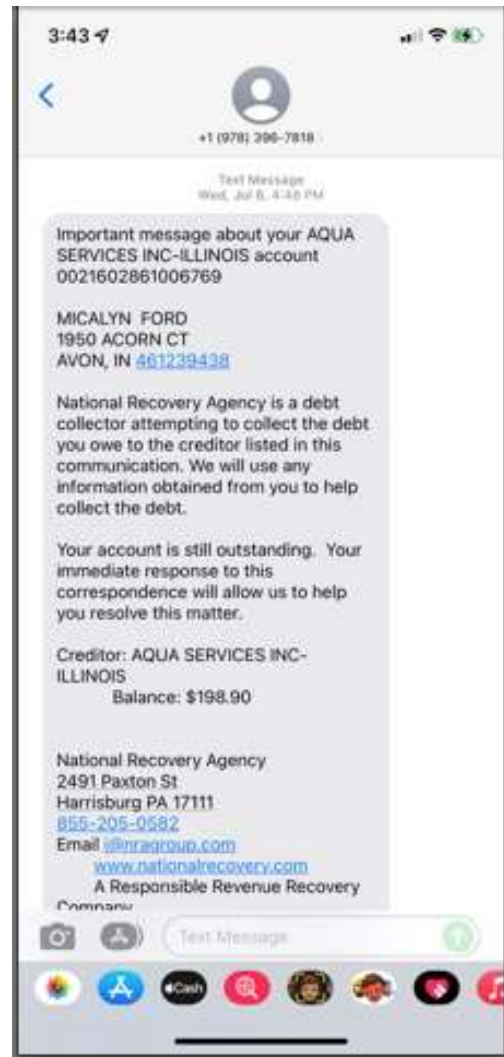 3:43
+1 (978) 396-7818
Text Message
Wed, Jul 6, 4:48 PM
Important message about your AQUA
SERVICES INC-ILLINOIS account
0021602861006769
MICALYN FORD
1950 ACORN CT
AVON, IN 461239438
National Recovery Agency is a debt
collector attempting to collect the debt
you owe to the creditor listed in this
communication. We will use any
information obtained from you to help
collect the debt.
Your account is still outstanding. Your
immediate response to this
correspondence will allow us to help
you resolve this matter.
Creditor: AQUA SERVICES INC-
ILLINOIS
Balance: $198.90
National Recovery Agency
2491 Paxton St
Harrisburg PA 17111
855-205-0582
Email
www.nationalrecovery.com
A Responsible Revenue Recovery
Company
Text Message
Cash